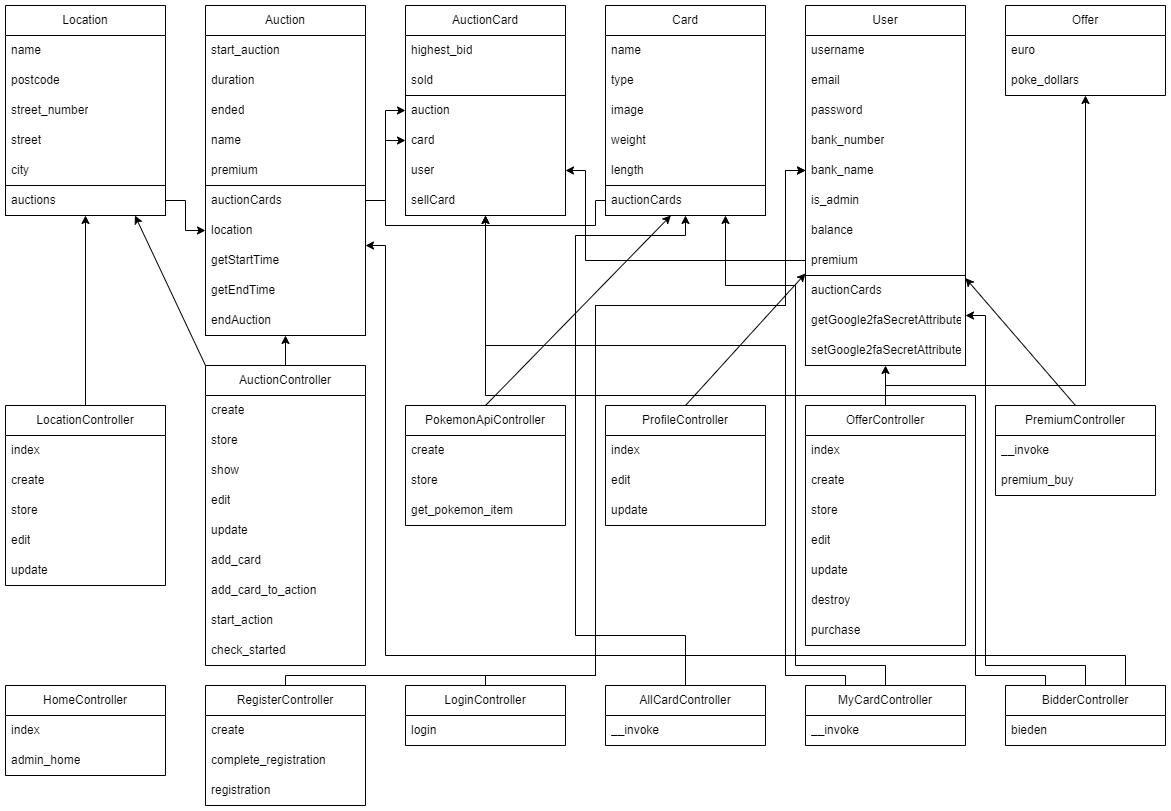 Location
name
postcode
street_number
street
city
auctions
Auction
start_auction
duration
ended
name
premium
auctionCards
location
getStartTime
getEndTime
endAuction
AuctionCard
highest_bid
sold
auction
card
user
sellCard
Card
name
type
image
weight
length
auctionCards
User
username
email
password
bank_number
bank_name
is_admin
balance
premium
auctionCards
getGoogle2faSecretAttribute
setGoogle2faSecretAttribute
Offer
euro
poke_dollars
LocationController
index
create
store
edit
update
AuctionController
create
store
show
edit
update
add_card
add_card_to_action
start_action
check_started
PokemonApiController
create
store
get_pokemon_item
ProfileController
index
edit
update
OfferController
index
create
store
edit
update
destroy
purchase
PremiumController
__invoke
premium_buy
HomeController
index
admin_home
RegisterController
create
complete_registration
registration
LoginController
login
AllCardController
__invoke
MyCardController
__invoke
BidderController
bieden